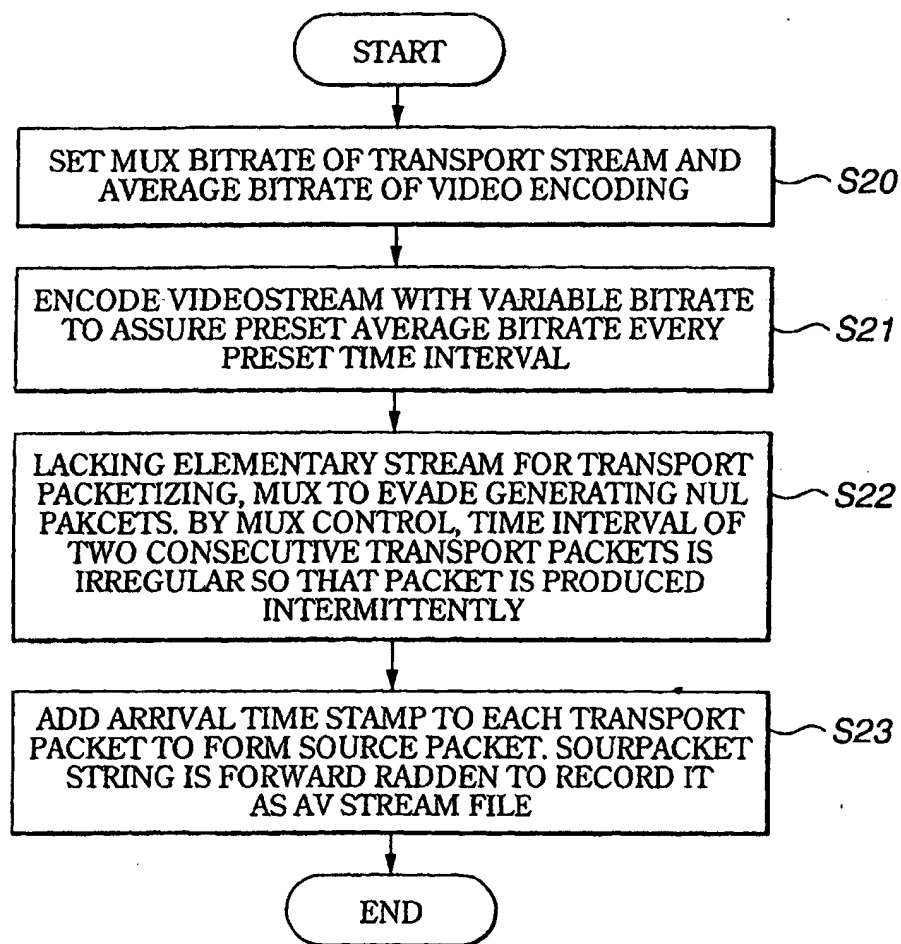 START
SET MUX BITRATE OF TRANSPORT STREAM AND
AVERAGE BITRATE OF VIDEO ENCODING
S20
ENCODE VIDEOSTREAM WITH VARIABLE BITRATE
TO ASSURE PRESET AVERAGE BITRATE EVERY
PRESET TIME INTERVAL
S21
LACKING ELEMENTARY STREAM FOR TRANSPORT
PACKETIZING, MUX TO EVADE GENERATING NUL
PAKCETS. BY MUX CONTROL, TIME INTERVAL OF
TWO CONSECUTIVE TRANSPORT PACKETS IS
IRREGULAR SO THAT PACKET IS PRODUCED
INTERMITTENTLY
S22
ADD ARRIVAL TIME STAMP TO EACH TRANSPORT
PACKET TO FORM SOURCE PACKET. SOURPACKET
STRING IS FORWARD RADDEN TO RECORD IT
AS AV STREAM FILE
S23
END